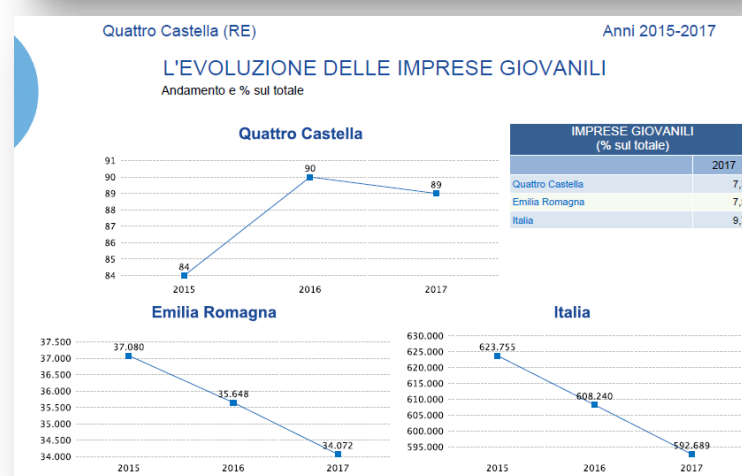 Quattro Castella (RE) Anni 2015-2017
L'EVOLUZIONE DELLE IMPRESE GIOVANILI
Andamento e % sul totale
Quattro Castella
91
90
89
88
87
86
85
84
84
90
89
2015 2016 2017
IMPRESE GIOVANILI
(% sul totale)
2017
Quattro Castella 7,
Emilia Romagna 7,
Italia 9,
Emilia Romagna
37.500
37.000
36.500
36.000
35.500
35.000
34.500
34.000
37.080
35.648
34.072
2015 2016 2017
Italia
630.000
625.000
620.000
615.000
610.000
605.000
600.000
595.000
623.755
608.240
592.689
2015 2016 2017